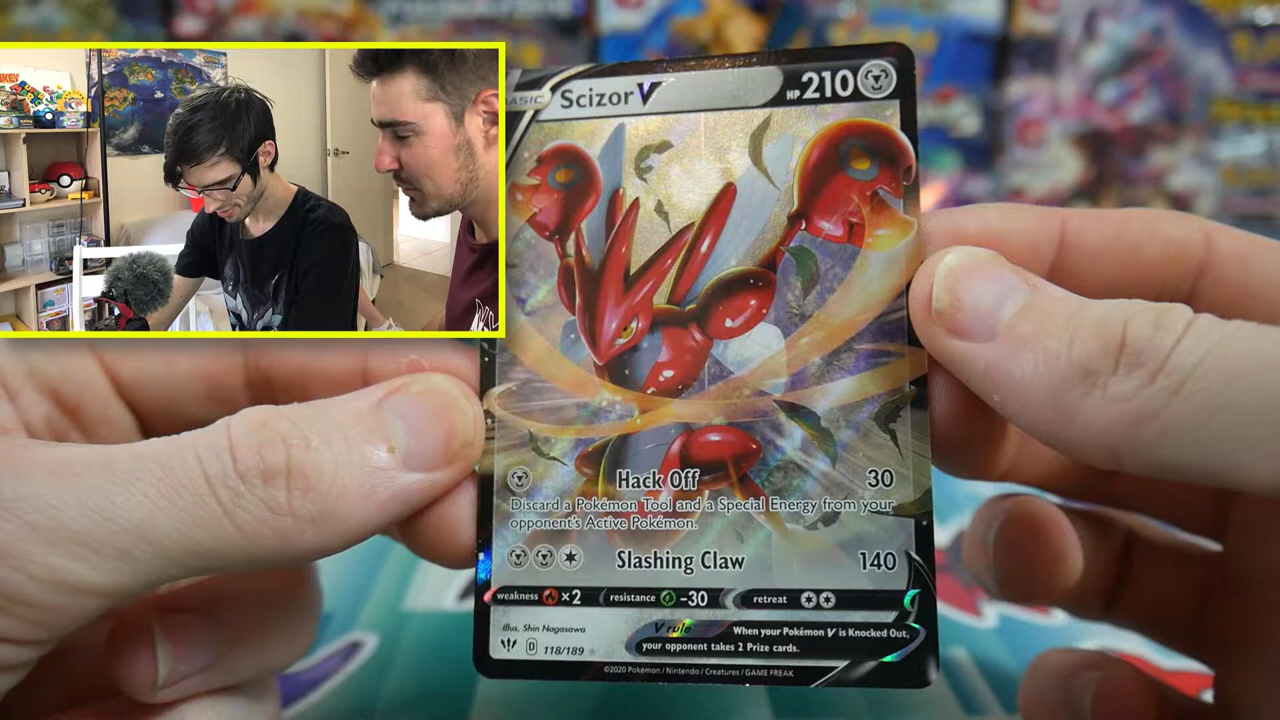 BASIC Scizor V HP 210
Hack Off 30
Discard a Pokémon Tool and a Special Energy from your
opponent's Active Pokémon.
Slashing Claw 140
weakness ×2 resistance -30 retreat
Illus. Shin Nagasawa
V rule When your Pokémon V is Knocked Out,
your opponent takes 2 Prize cards.
D 118/189
©2020 Pokémon / Nintendo / Creatures / GAME FREAK